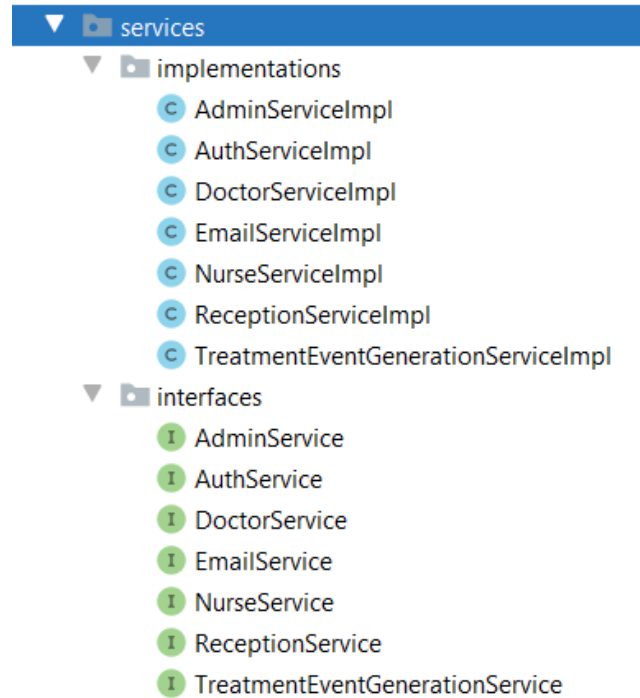 services
implementations
C AdminServiceImpl
C AuthServiceImpl
C DoctorServiceImpl
C EmailServiceImpl
C NurseServiceImpl
C ReceptionServiceImpl
C TreatmentEventGenerationServiceImpl
interfaces
I AdminService
I AuthService
I DoctorService
I EmailService
I NurseService
I ReceptionService
I TreatmentEventGenerationService